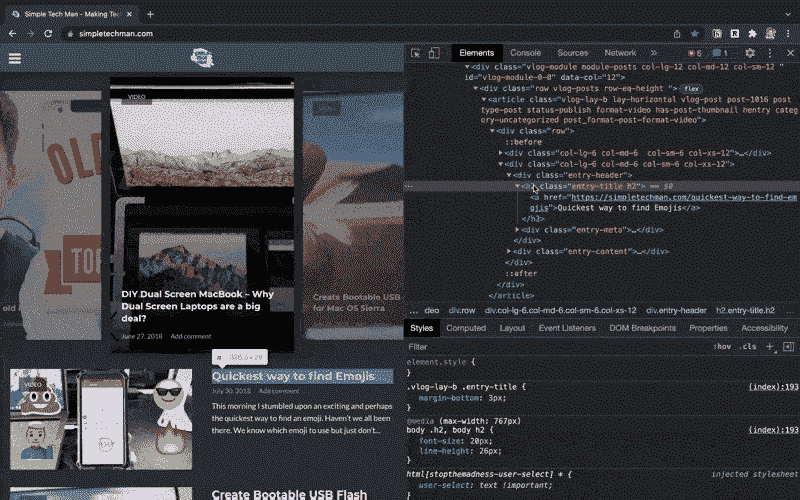 Simple Tech Man - Making Tec
simpletechman.com
Elements
Console
Sources
Network
»
6
1
VIDEO
OLD
TOP
old i
DIY Dual Screen MacBook – Why
Dual Screen Laptops are a big
deal?
June 27, 2018
Add comment
Create Bootable USB
for Mac OS Sierra
a
VIDEO
Quickest way to find Emojis
July 30, 2018
Add comment
This morning I stumbled upon an exciting and perhaps
the quickest way to find an emoji. Haven't we all been
there. We know which emoji to use but just don't...
Create Bootable USB Flash
<div class="vlog-module module-posts col-lg-12 col-md-12 col-sm-12 "
id="vlog-module-0-0" data-col="12">
<div class="row vlog-posts row-eq-height "> flex
<article class="vlog-lay-b lay-horizontal vlog-post post-1016 post
type-post status-publish format-video has-post-thumbnail hentry categ
ory-uncategorized post_format-post-format-video">
<div class="row">
::before
<div class="col-lg-6 col-md-6  col-sm-6 col-xs-12">…</div>
<div class="col-lg-6 col-md-6 col-sm-6 col-xs-12">
<div class="entry-header">
<h2 class="entry-title h2"> == $0
<a href="https://simpletechman.com/quickest-way-to-find-em
ojis">Quickest way to find Emojis</a>
</h2>
<div class="entry-meta">…</div>
</div>
<div class="entry-content">…</div>
</div>
::after
</div>
</article>
... deo div.row div.col-lg-6.col-md-6.col-sm-6.col-xs-12 div.entry-header h2.entry-title.h2
Styles
Computed
Layout
Event Listeners
DOM Breakpoints
Properties
Accessibility
Filter
:hov .cls +
element.style {
}
.vlog-lay-b .entry-title {
(index):193
margin-bottom: 3px;
}
@media (max-width: 767px)
body .h2, body h2 {
(index):193
font-size: 20px;
line-height: 26px;
}
html[stopthemadness-user-select] * {
injected stylesheet
user-select: text !important;